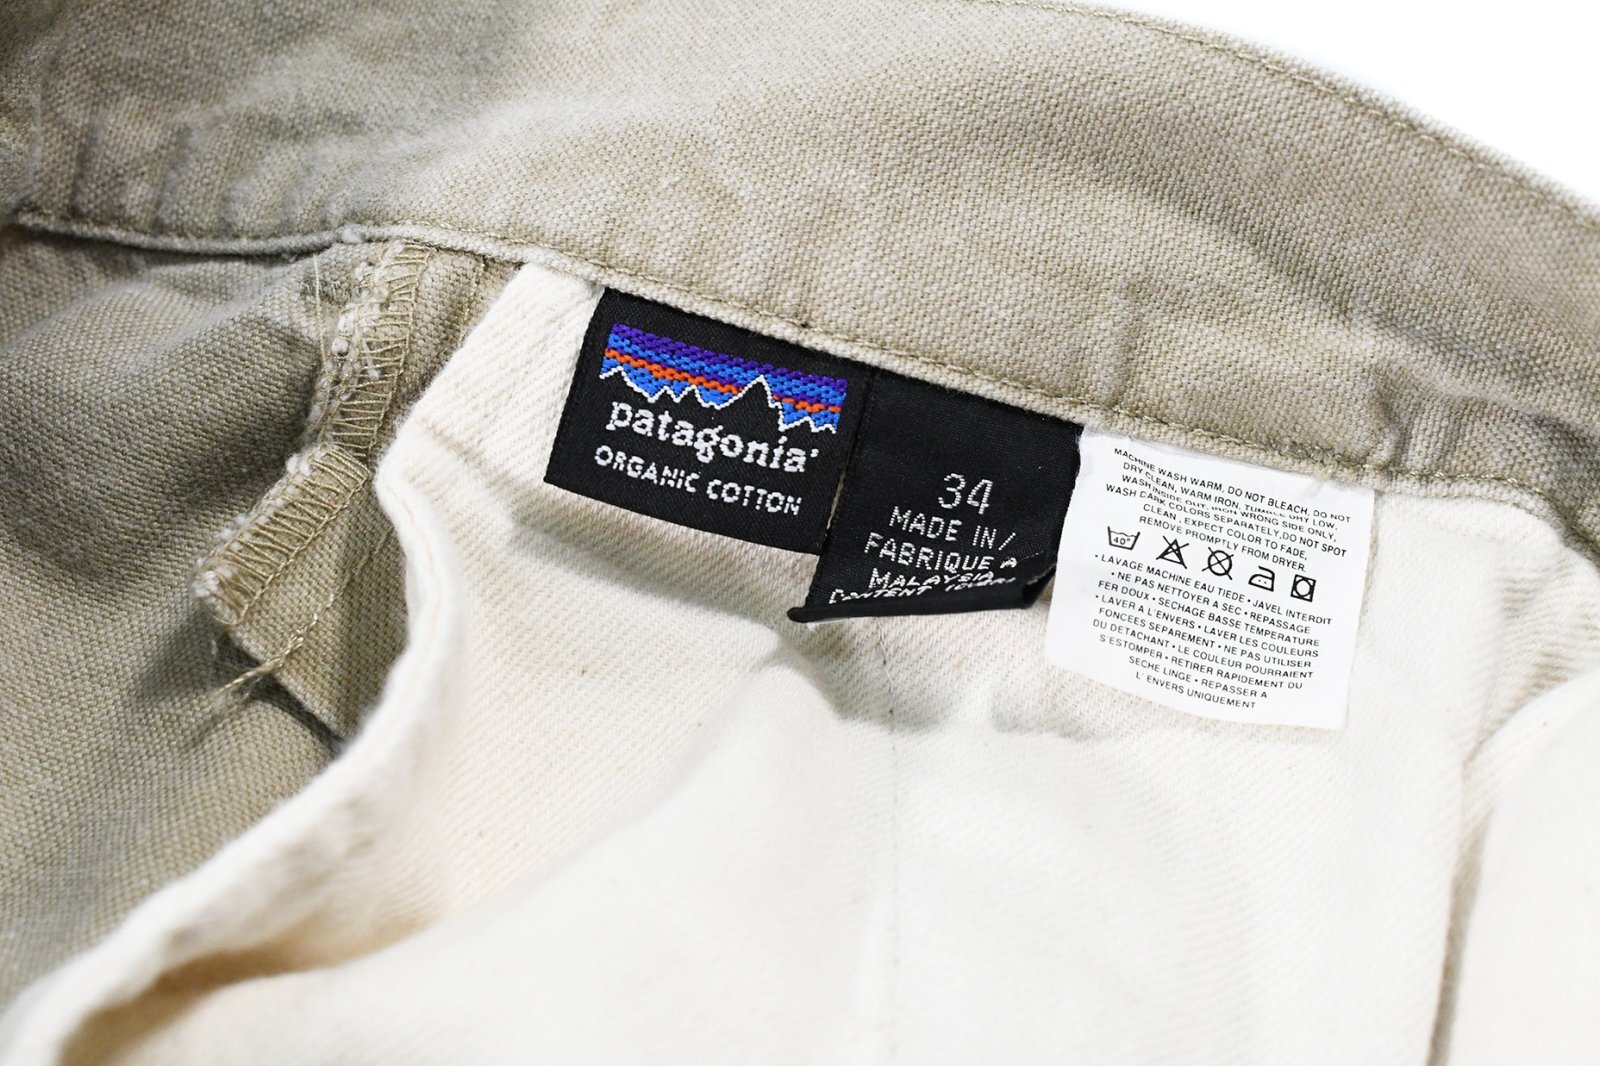 patagonia
ORGANIC COTTON
34
MADE IN/
FABRIQUE A
MALAYSIA
CONTENT
MACHINE WASH WARM, DO NOT BLEACH, DO NOT
DRY CLEAN, WARM IRON, TUMBLE DRY LOW,
WASH INSIDE OUT, IRON WRONG SIDE ONLY,
WASH DARK COLORS SEPARATELY, DO NOT SPOT
CLEAN, EXPECT COLOR TO FADE,
REMOVE PROMPTLY FROM DRYER.
40°
• LAVAGE MACHINE EAU TIEDE • JAVEL INTERDIT
• NE PAS NETTOYER A SEC • REPASSAGE
FER DOUX • SECHAGE BASSE TEMPERATURE
• LAVER A L'ENVERS • LAVER LES COULEURS
FONCEES SEPAREMENT • NE PAS UTILISER
DU DETACHANT • LE COULEUR POURRAIENT
S'ESTOMPER • RETIRER RAPIDEMENT DU
SECHE LINGE • REPASSER A
L'ENVERS UNIQUEMENT